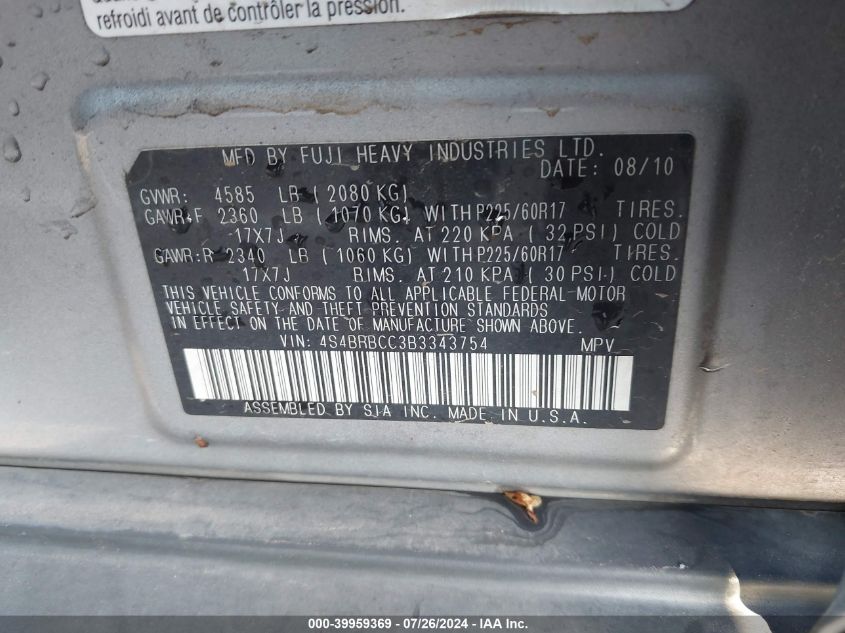 refroidi avant de contrôler la pression.
MFD BY FUJI HEAVY INDUSTRIES LTD.
DATE: 08/10
GVWR: 4585 LB ( 2080 KG)
GAWR:F 2360 LB ( 1070 KG) WITH P225/60R17 TIRES.
17X7J RIMS. AT 220 KPA ( 32 PSI) COLD
GAWR:R 2340 LB ( 1060 KG) WITH P225/60R17 TIRES.
17X7J RIMS. AT 210 KPA ( 30 PSI) COLD
THIS VEHICLE CONFORMS TO ALL APPLICABLE FEDERAL-MOTOR
VEHICLE SAFETY AND THEFT PREVENTION STANDARDS
IN EFFECT ON THE DATE OF MANUFACTURE SHOWN ABOVE.
VIN: 4S4BRBCC3B3343754 MPV
ASSEMBLED BY SIA INC. MADE IN U.S.A.
000-39959369 | 07/26/2024 - IAA Inc.